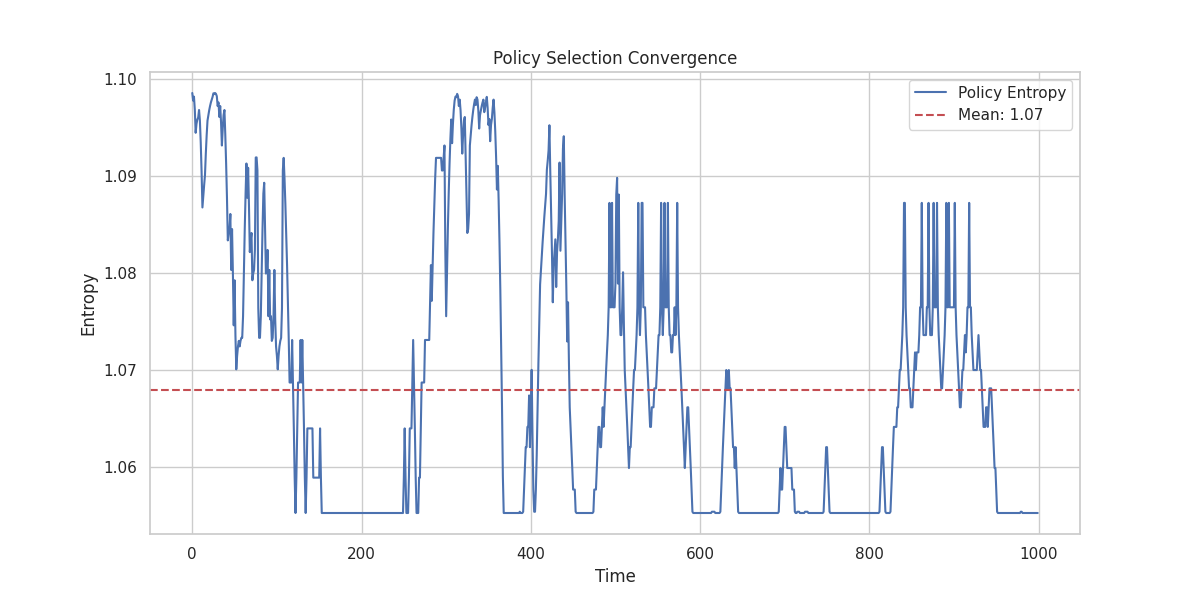 Policy Selection Convergence
1.10
1.09
1.08
1.07
1.06
Entropy
Policy Entropy
Mean: 1.07
0
200
400
600
800
1000
Time